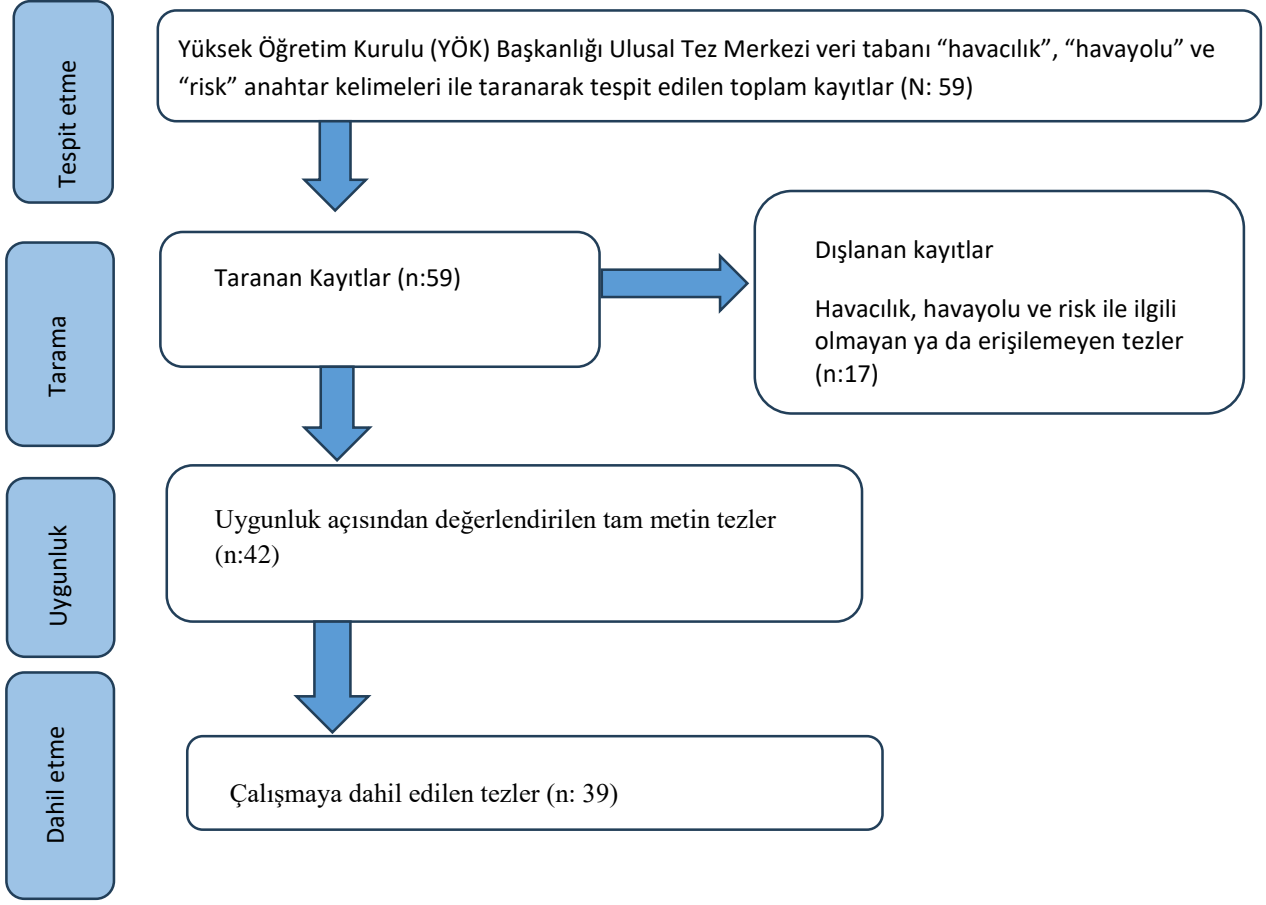 Tespit etme
Yüksek Öğretim Kurulu (YÖK) Başkanlığı Ulusal Tez Merkezi veri tabanı “havacılık”, “havayolu” ve
“risk” anahtar kelimeleri ile taranarak tespit edilen toplam kayıtlar (N: 59)
Tarama
Taranan Kayıtlar (n:59)
Dışlanan kayıtlar
Havacılık, havayolu ve risk ile ilgili
olmayan ya da erişilemeyen tezler
(n:17)
Uygunluk
Uygunluk açısından değerlendirilen tam metin tezler
(n:42)
Dahil etme
Çalışmaya dahil edilen tezler (n: 39)